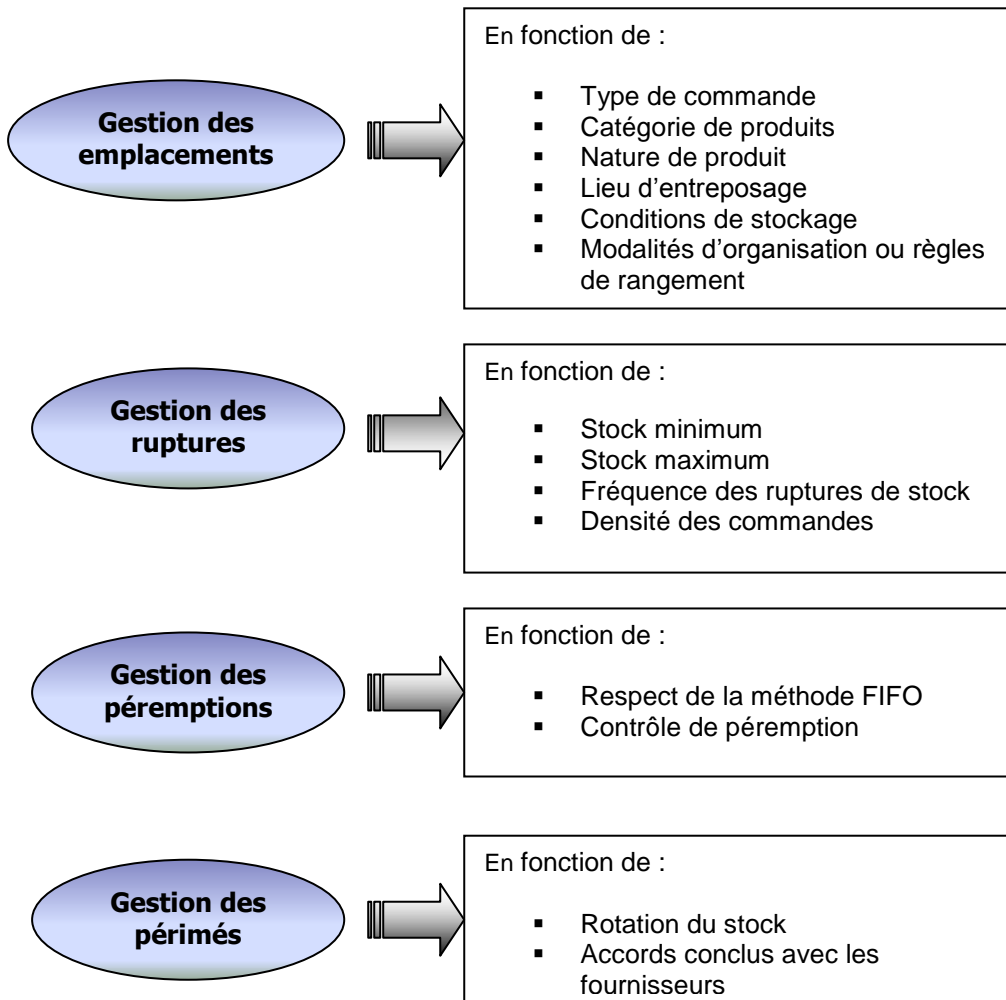 Gestion des
emplacements
En fonction de :
▪ Type de commande
▪ Catégorie de produits
▪ Nature de produit
▪ Lieu d’entreposage
▪ Conditions de stockage
▪ Modalités d’organisation ou règles
de rangement
Gestion des
ruptures
En fonction de :
▪ Stock minimum
▪ Stock maximum
▪ Fréquence des ruptures de stock
▪ Densité des commandes
Gestion des
péremptions
En fonction de :
▪ Respect de la méthode FIFO
▪ Contrôle de péremption
Gestion des
périmés
En fonction de :
▪ Rotation du stock
▪ Accords conclus avec les
fournisseurs